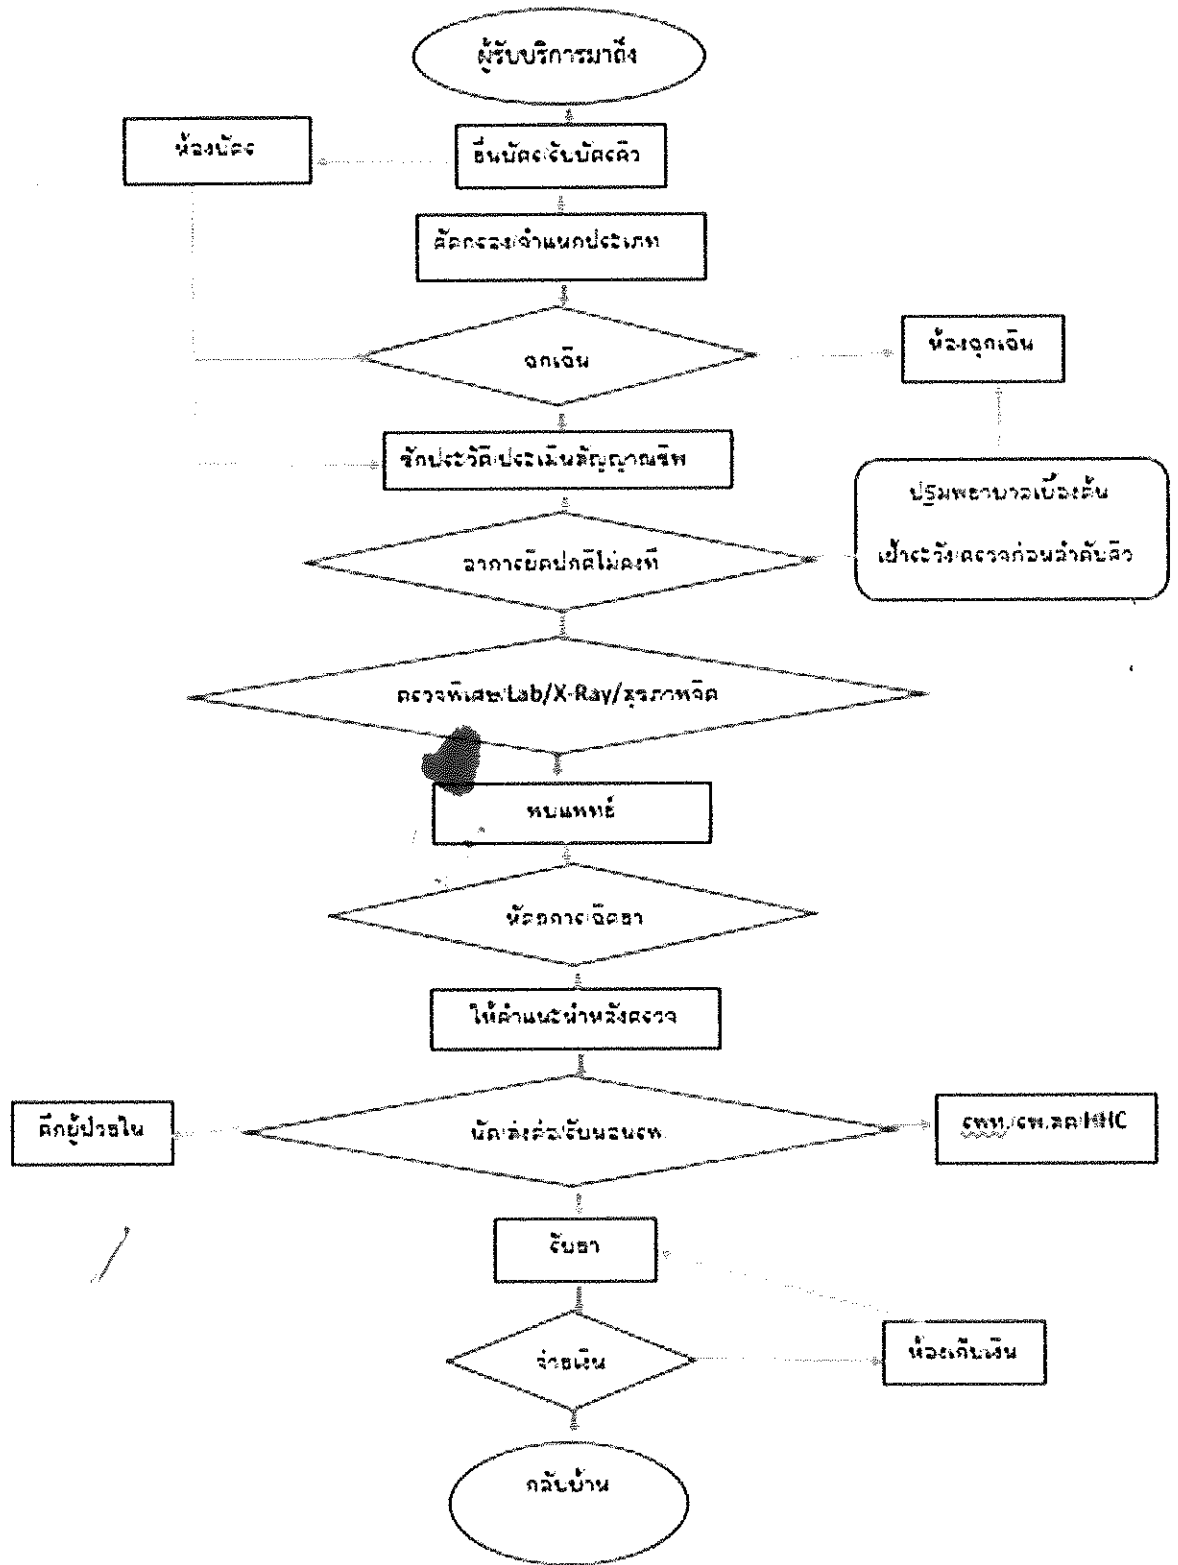 ผู้รับบริการมาถึง
ห้องบัตร
ยื่นบัตร/รับบัตรคิว
คัดกรอง/จำแนกประเภท
ฉุกเฉิน
ห้องฉุกเฉิน
ซักประวัติ/ประเมินสัญญาณชีพ
ปฐมพยาบาลเบื้องต้น
เฝ้าระวัง/ตรวจก่อนลำดับคิว
อาการผิดปกติไม่คงที่
ตรวจพิเศษ/Lab/X-Ray/สุขภาพจิต
พบแพทย์
หัตถการ/ฉีดยา
ให้คำแนะนำหลังตรวจ
ตึกผู้ป่วยใน
นัด/ส่งต่อ/รับนอนรพ.
รพท./รพ.สต/HHC
รับยา
จ่ายเงิน
ห้องเก็บเงิน
กลับบ้าน